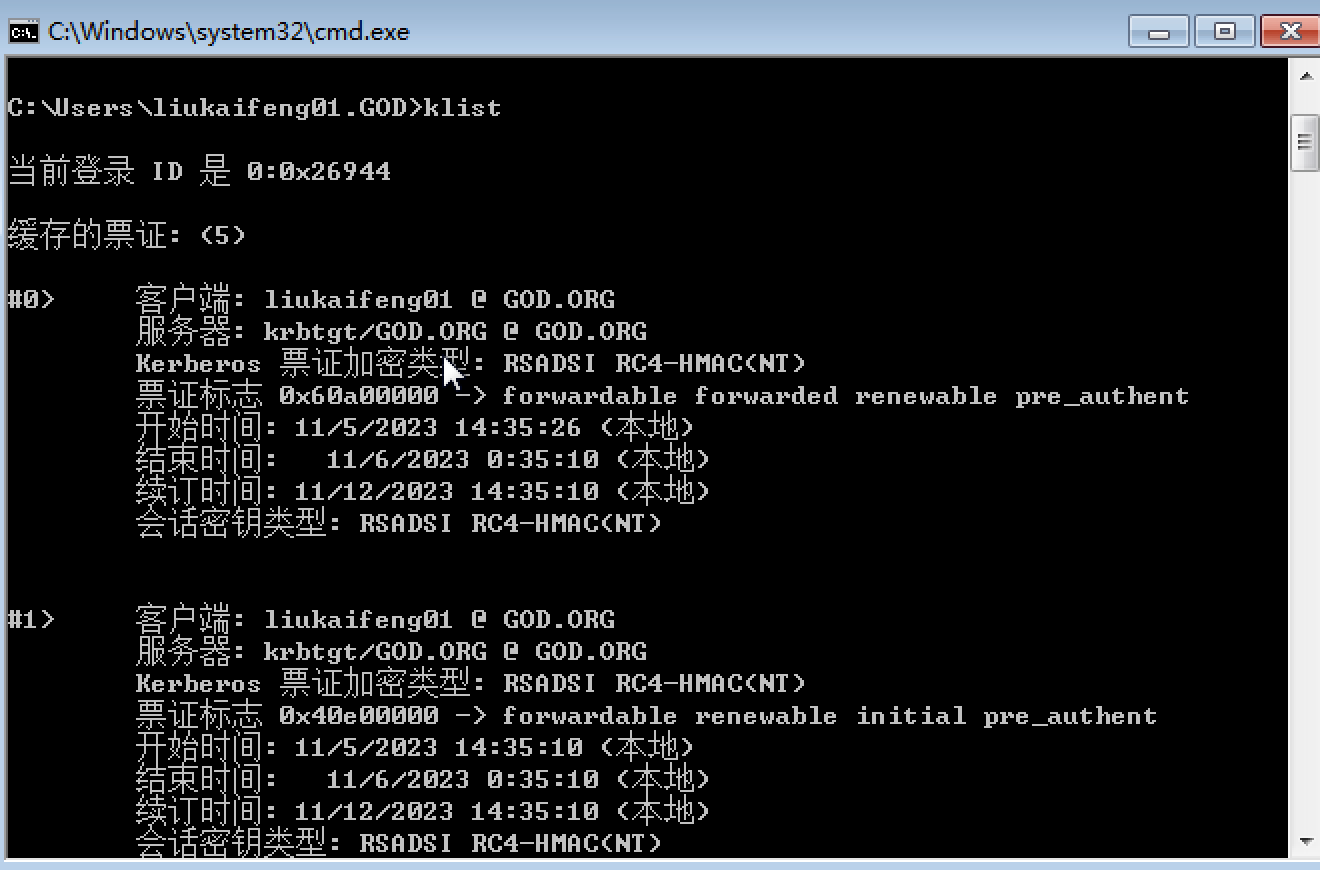 C:\Windows\system32\cmd.exe
C:\Users\liukaifeng01.GOD>klist
当前登录 ID 是 0:0x26944
缓存的票证: (5)
#0> 客户端: liukaifeng01 @ GOD.ORG
服务器: krbtgt/GOD.ORG @ GOD.ORG
Kerberos 票证加密类型: RSADSI RC4-HMAC(NT)
票证标志 0x60a00000 -> forwardable forwarded renewable pre_authent
开始时间: 11/5/2023 14:35:26 (本地)
结束时间: 11/6/2023 0:35:10 (本地)
续订时间: 11/12/2023 14:35:10 (本地)
会话密钥类型: RSADSI RC4-HMAC(NT)
#1> 客户端: liukaifeng01 @ GOD.ORG
服务器: krbtgt/GOD.ORG @ GOD.ORG
Kerberos 票证加密类型: RSADSI RC4-HMAC(NT)
票证标志 0x40e00000 -> forwardable renewable initial pre_authent
开始时间: 11/5/2023 14:35:10 (本地)
结束时间: 11/6/2023 0:35:10 (本地)
续订时间: 11/12/2023 14:35:10 (本地)
会话密钥类型: RSADSI RC4-HMAC(NT)